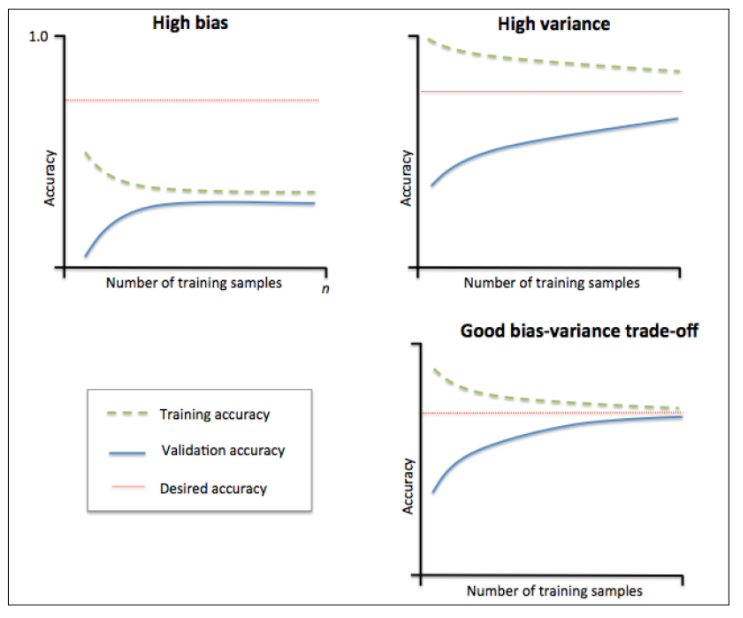 High bias
1.0
Accuracy
Number of training samples
n
High variance
Accuracy
Number of training samples
Training accuracy
Validation accuracy
Desired accuracy
Good bias-variance trade-off
Accuracy
Number of training samples